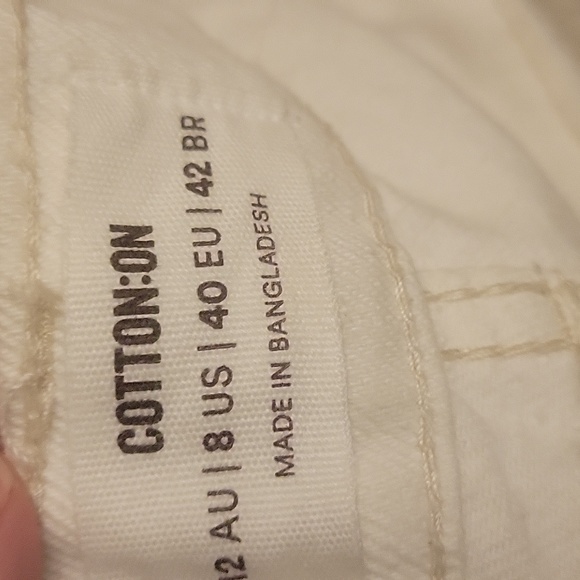 COTTON:ON
12 AU | 8 US | 40 EU | 42 BR
MADE IN BANGLADESH